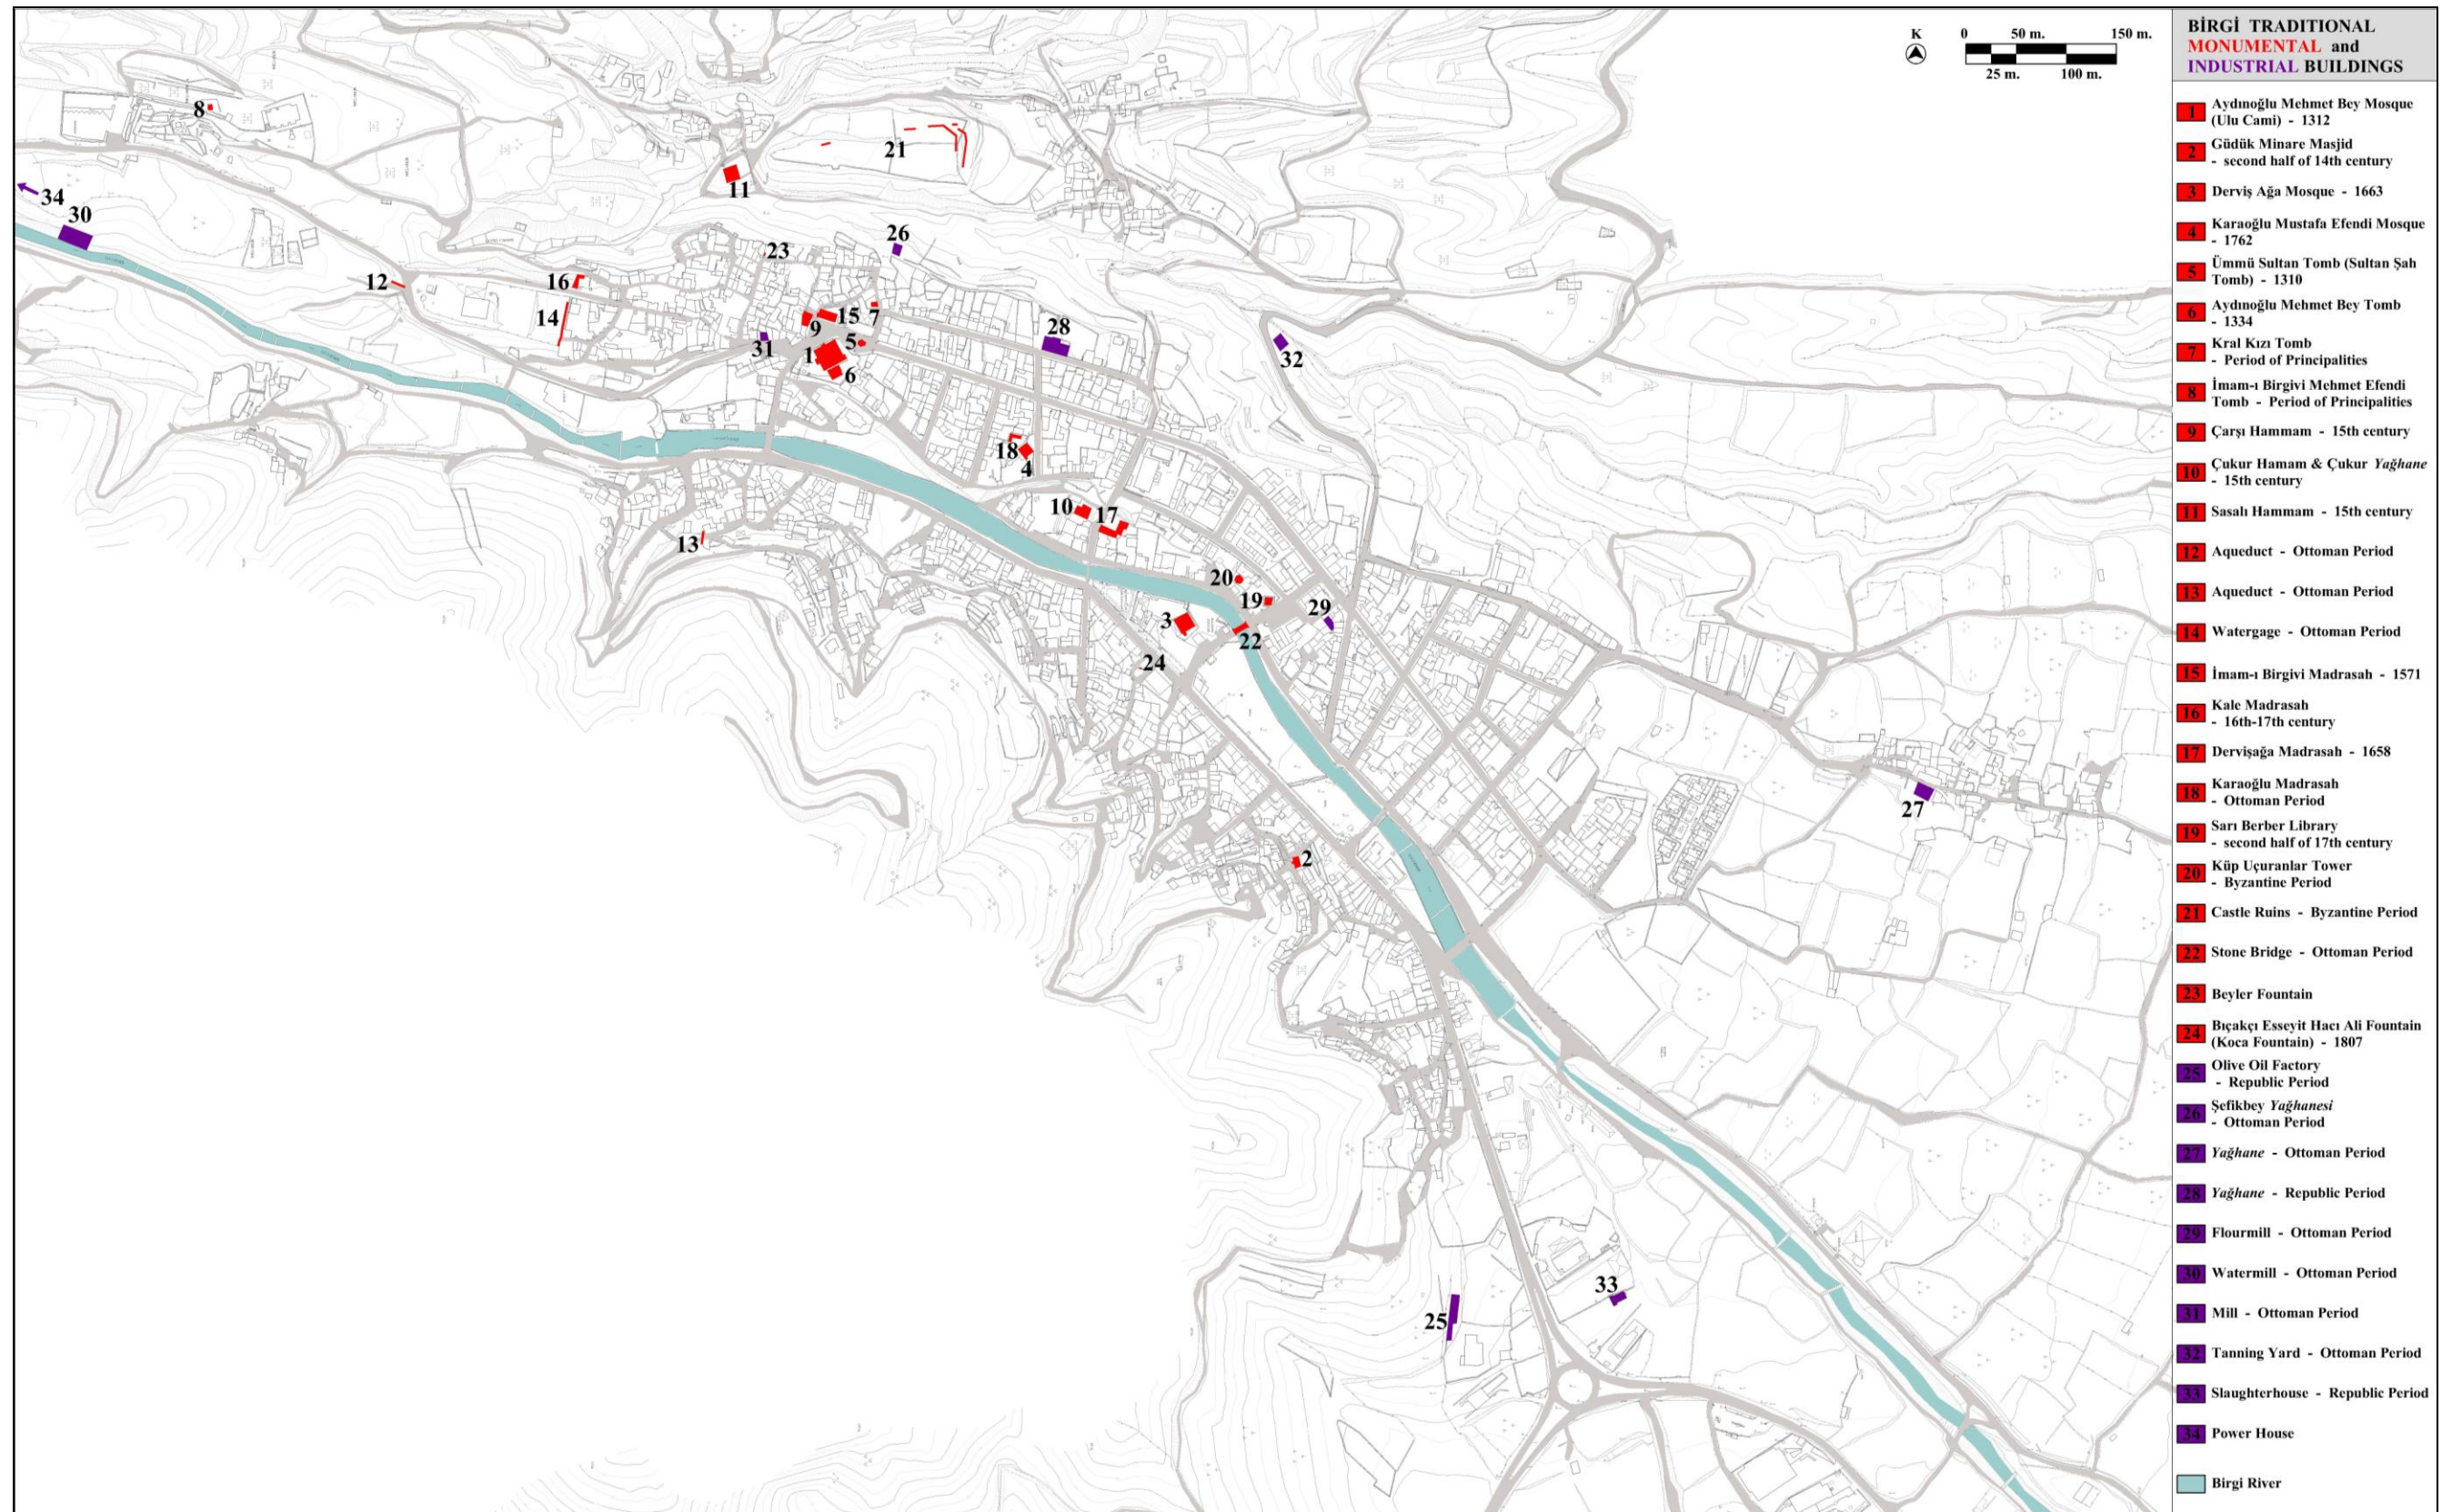 K
0 50 m. 150 m.
25 m. 100 m.
8
21
11
34
30
26
23
12
16
14
15
7
9
28
31
1
5
6
32
18
4
10
17
13
20
19
29
3
22
24
27
2
33
25
BİRGİ TRADITIONAL
MONUMENTAL and
INDUSTRIAL BUILDINGS
1 Aydınoğlu Mehmet Bey Mosque
(Ulu Cami) - 1312
2 Güdük Minare Masjid
- second half of 14th century
3 Derviş Ağa Mosque - 1663
4 Karaoğlu Mustafa Efendi Mosque
- 1762
5 Ümmü Sultan Tomb (Sultan Şah
Tomb) - 1310
6 Aydınoğlu Mehmet Bey Tomb
- 1334
7 Kral Kızı Tomb
- Period of Principalities
8 İmam-ı Birgivi Mehmet Efendi
Tomb - Period of Principalities
9 Çarşı Hammam - 15th century
10 Çukur Hamam & Çukur Yağhane
- 15th century
11 Sasalı Hammam - 15th century
12 Aqueduct - Ottoman Period
13 Aqueduct - Ottoman Period
14 Watergage - Ottoman Period
15 İmam-ı Birgivi Madrasah - 1571
16 Kale Madrasah
- 16th-17th century
17 Dervişağa Madrasah - 1658
18 Karaoğlu Madrasah
- Ottoman Period
19 Sarı Berber Library
- second half of 17th century
20 Küp Uçuranlar Tower
- Byzantine Period
21 Castle Ruins - Byzantine Period
22 Stone Bridge - Ottoman Period
23 Beyler Fountain
24 Bıçakçı Esseyit Hacı Ali Fountain
(Koca Fountain) - 1807
25 Olive Oil Factory
- Republic Period
26 Şefikbey Yağhanesi
- Ottoman Period
27 Yağhane - Ottoman Period
28 Yağhane - Republic Period
29 Flourmill - Ottoman Period
30 Watermill - Ottoman Period
31 Mill - Ottoman Period
32 Tanning Yard - Ottoman Period
33 Slaughterhouse - Republic Period
34 Power House
Birgi River